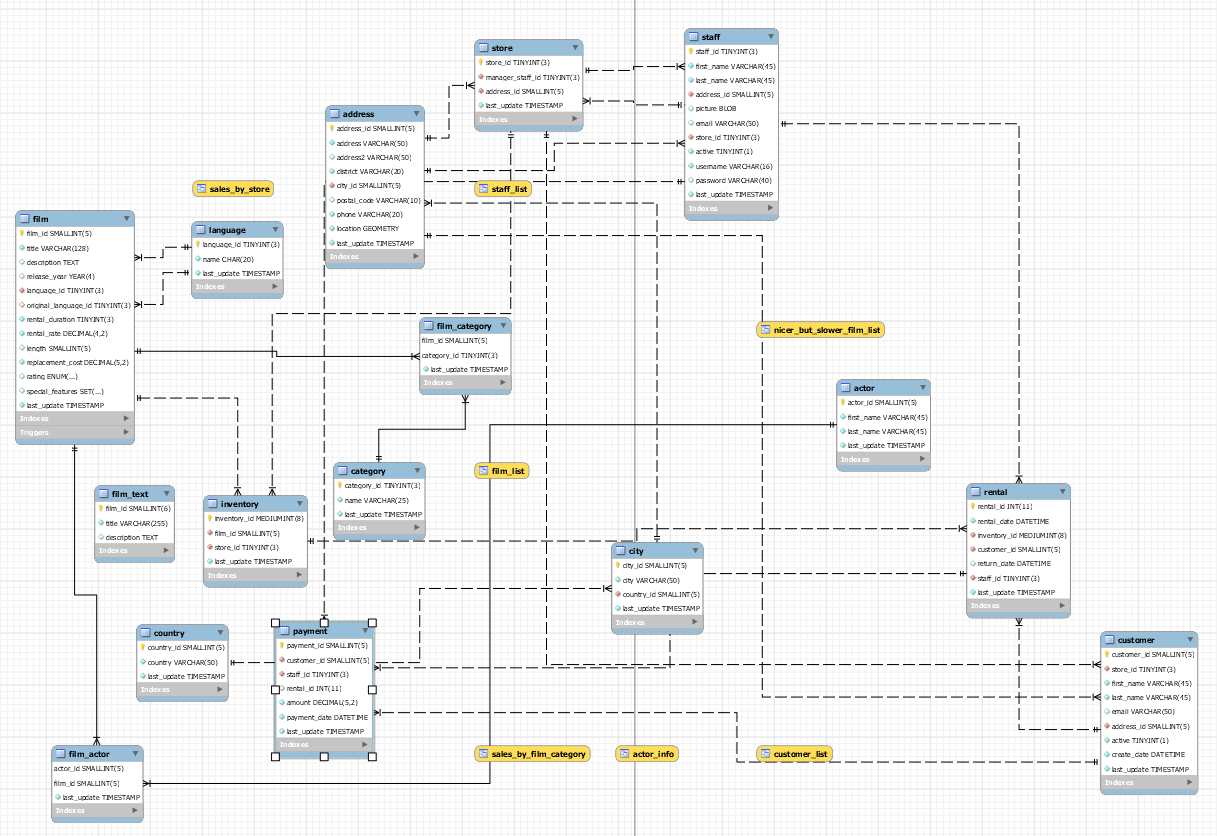 store
store_id TINYINT(3)
manager_staff_id TINYINT(3)
address_id SMALLINT(5)
last_update TIMESTAMP
Indexes
staff
staff_id TINYINT(3)
first_name VARCHAR(45)
last_name VARCHAR(45)
address_id SMALLINT(5)
picture BLOB
email VARCHAR(50)
store_id TINYINT(3)
active TINYINT(1)
username VARCHAR(16)
password VARCHAR(40)
last_update TIMESTAMP
Indexes
address
address_id SMALLINT(5)
address VARCHAR(50)
address2 VARCHAR(50)
district VARCHAR(20)
city_id SMALLINT(5)
postal_code VARCHAR(10)
phone VARCHAR(20)
location GEOMETRY
last_update TIMESTAMP
Indexes
sales_by_store
staff_list
film
film_id SMALLINT(5)
title VARCHAR(128)
description TEXT
release_year YEAR(4)
language_id TINYINT(3)
original_language_id TINYINT(3)
rental_duration TINYINT(3)
rental_rate DECIMAL(4,2)
length SMALLINT(5)
replacement_cost DECIMAL(5,2)
rating ENUM(...)
special_features SET(...)
last_update TIMESTAMP
Indexes
Triggers
language
language_id TINYINT(3)
name CHAR(20)
last_update TIMESTAMP
Indexes
film_category
film_id SMALLINT(5)
category_id TINYINT(3)
last_update TIMESTAMP
Indexes
nicer_but_slower_film_list
actor
actor_id SMALLINT(5)
first_name VARCHAR(45)
last_name VARCHAR(45)
last_update TIMESTAMP
Indexes
category
category_id TINYINT(3)
name VARCHAR(25)
last_update TIMESTAMP
Indexes
film_list
film_text
film_id SMALLINT(6)
title VARCHAR(255)
description TEXT
Indexes
inventory
inventory_id MEDIUMINT(8)
film_id SMALLINT(5)
store_id TINYINT(3)
last_update TIMESTAMP
Indexes
rental
rental_id INT(11)
rental_date DATETIME
inventory_id MEDIUMINT(8)
customer_id SMALLINT(5)
return_date DATETIME
staff_id TINYINT(3)
last_update TIMESTAMP
Indexes
city
city_id SMALLINT(5)
city VARCHAR(50)
country_id SMALLINT(5)
last_update TIMESTAMP
Indexes
country
country_id SMALLINT(5)
country VARCHAR(50)
last_update TIMESTAMP
Indexes
payment
payment_id SMALLINT(5)
customer_id SMALLINT(5)
staff_id TINYINT(3)
rental_id INT(11)
amount DECIMAL(5,2)
payment_date DATETIME
last_update TIMESTAMP
Indexes
customer
customer_id SMALLINT(5)
store_id TINYINT(3)
first_name VARCHAR(45)
last_name VARCHAR(45)
email VARCHAR(50)
address_id SMALLINT(5)
active TINYINT(1)
create_date DATETIME
last_update TIMESTAMP
Indexes
film_actor
actor_id SMALLINT(5)
film_id SMALLINT(5)
last_update TIMESTAMP
Indexes
sales_by_film_category
actor_info
customer_list